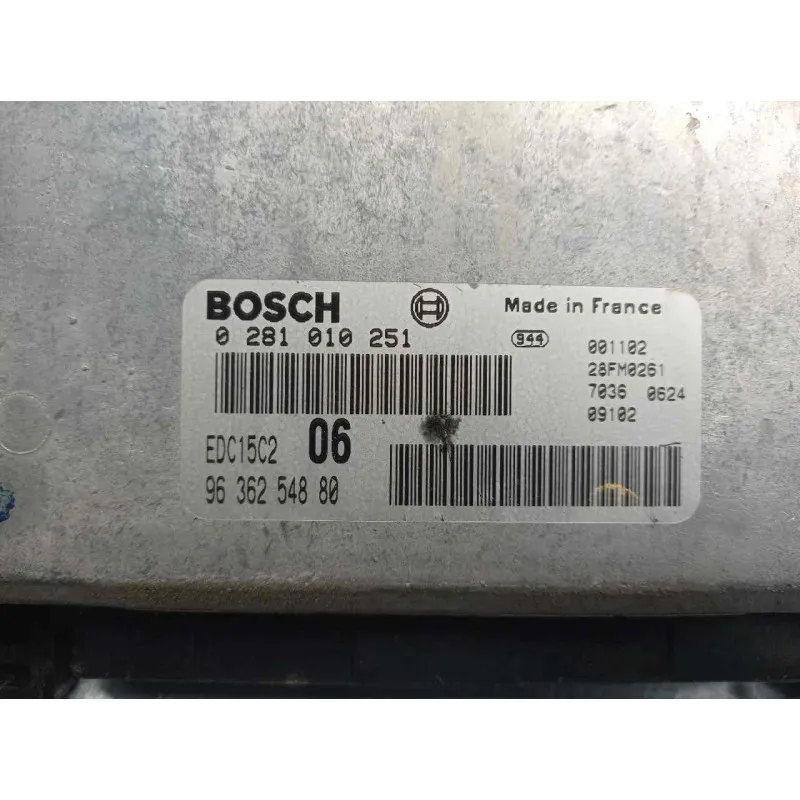 BOSCH Made in France
0 281 010 251 944 001102
28FM0261
7036 0624
09102
EDC15C2 06
96 362 548 80